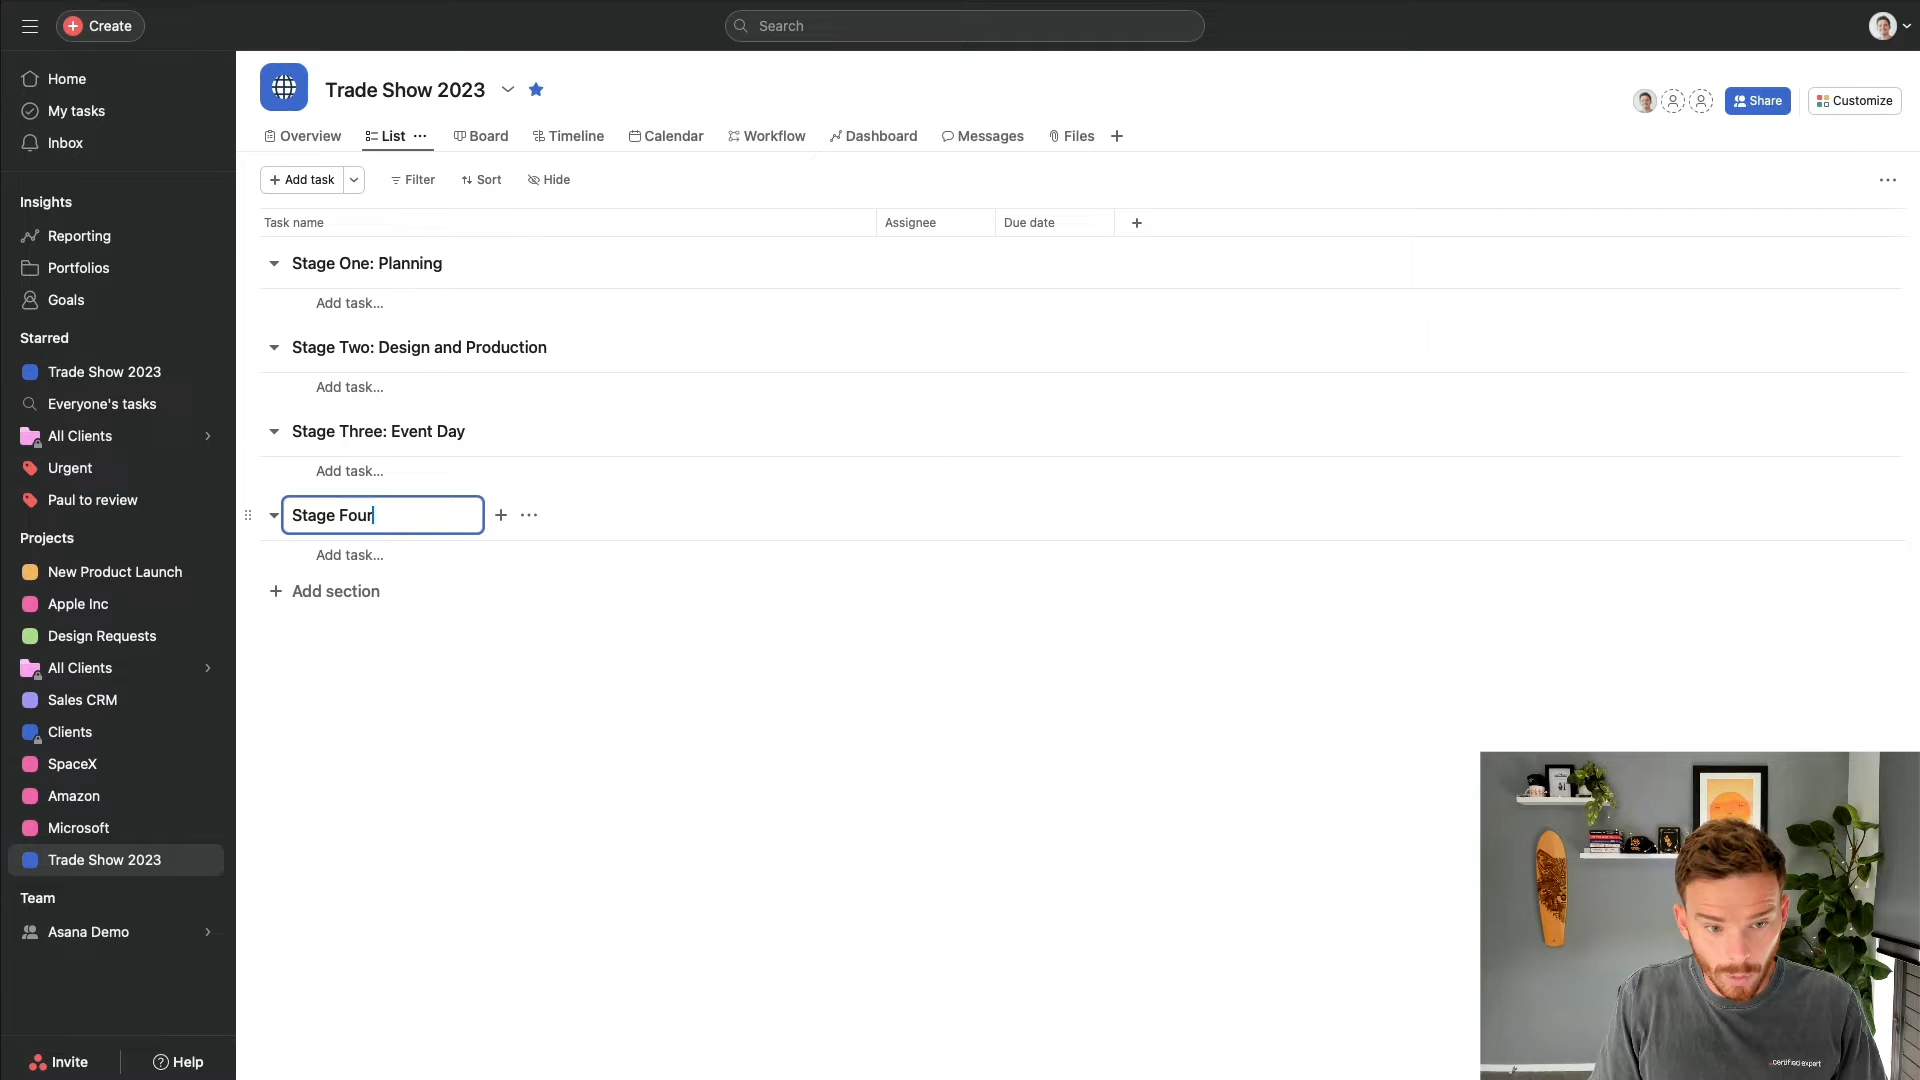 Create
Search
Home
My tasks
Inbox
Insights
Reporting
Portfolios
Goals
Starred
Trade Show 2023
Everyone's tasks
All Clients
Urgent
Paul to review
Projects
New Product Launch
Apple Inc
Design Requests
All Clients
Sales CRM
Clients
SpaceX
Amazon
Microsoft
Trade Show 2023
Team
Asana Demo
Invite
Help
Trade Show 2023
Share
Customize
Overview List Board Timeline Calendar Workflow Dashboard Messages Files
Add task Filter Sort Hide
Task name Assignee Due date
Stage One: Planning
Add task...
Stage Two: Design and Production
Add task...
Stage Three: Event Day
Add task...
Stage Four
Add task...
Add section
certified expert